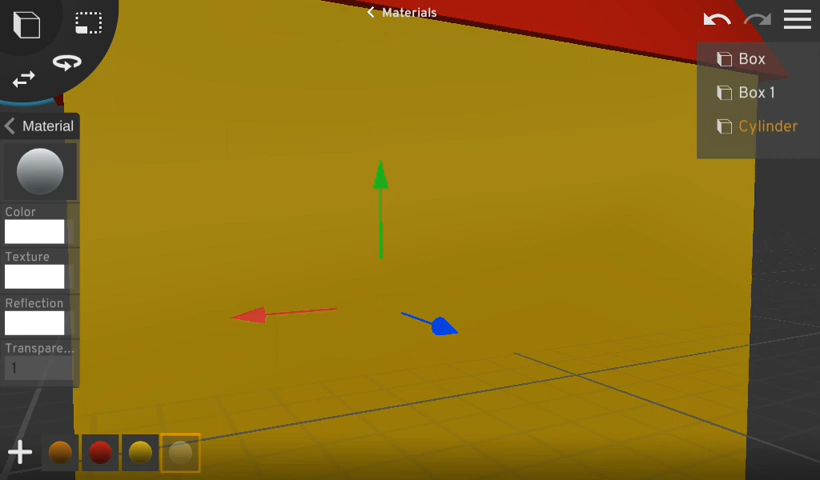 Materials
Box
Box 1
Cylinder
Material
Color
Texture
Reflection
Transpare...
1